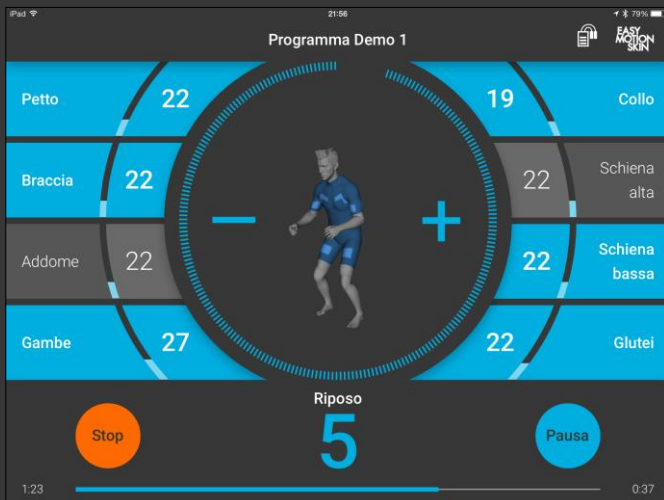 iPad
21:56
79%
Programma Demo 1
EASY
MOTION
SKIN
Petto 22
19 Collo
Braccia 22
22 Schiena
alta
Addome 22
22 Schiena
bassa
Gambe 27
22 Glutei
Riposo
5
Stop
Pausa
1:23
0:37